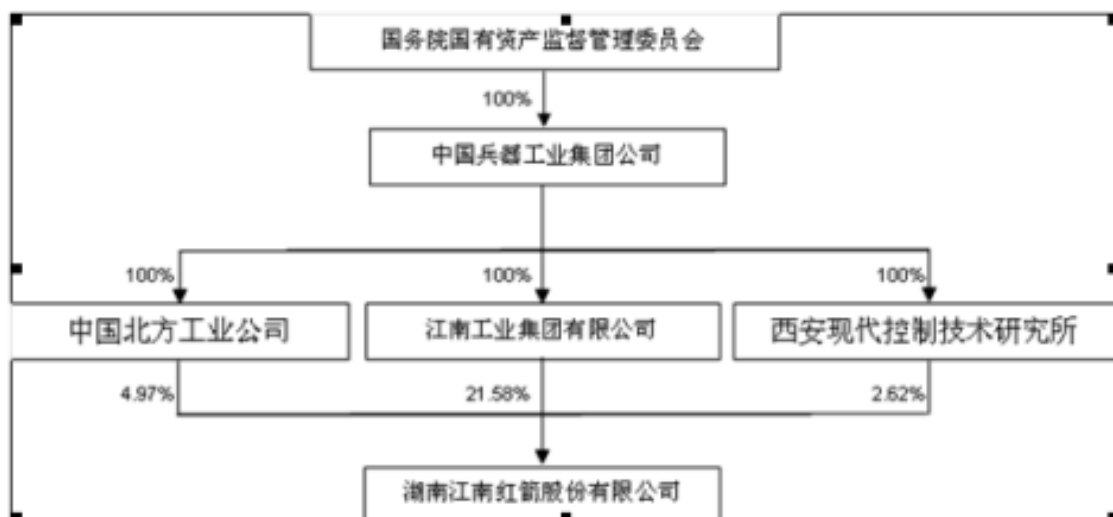 国务院国有资产监督管理委员会
100%
中国兵器工业集团公司
100% 100% 100%
中国北方工业公司 江南工业集团有限公司 西安现代控制技术研究所
4.97% 21.58% 2.62%
湖南江南红箭股份有限公司